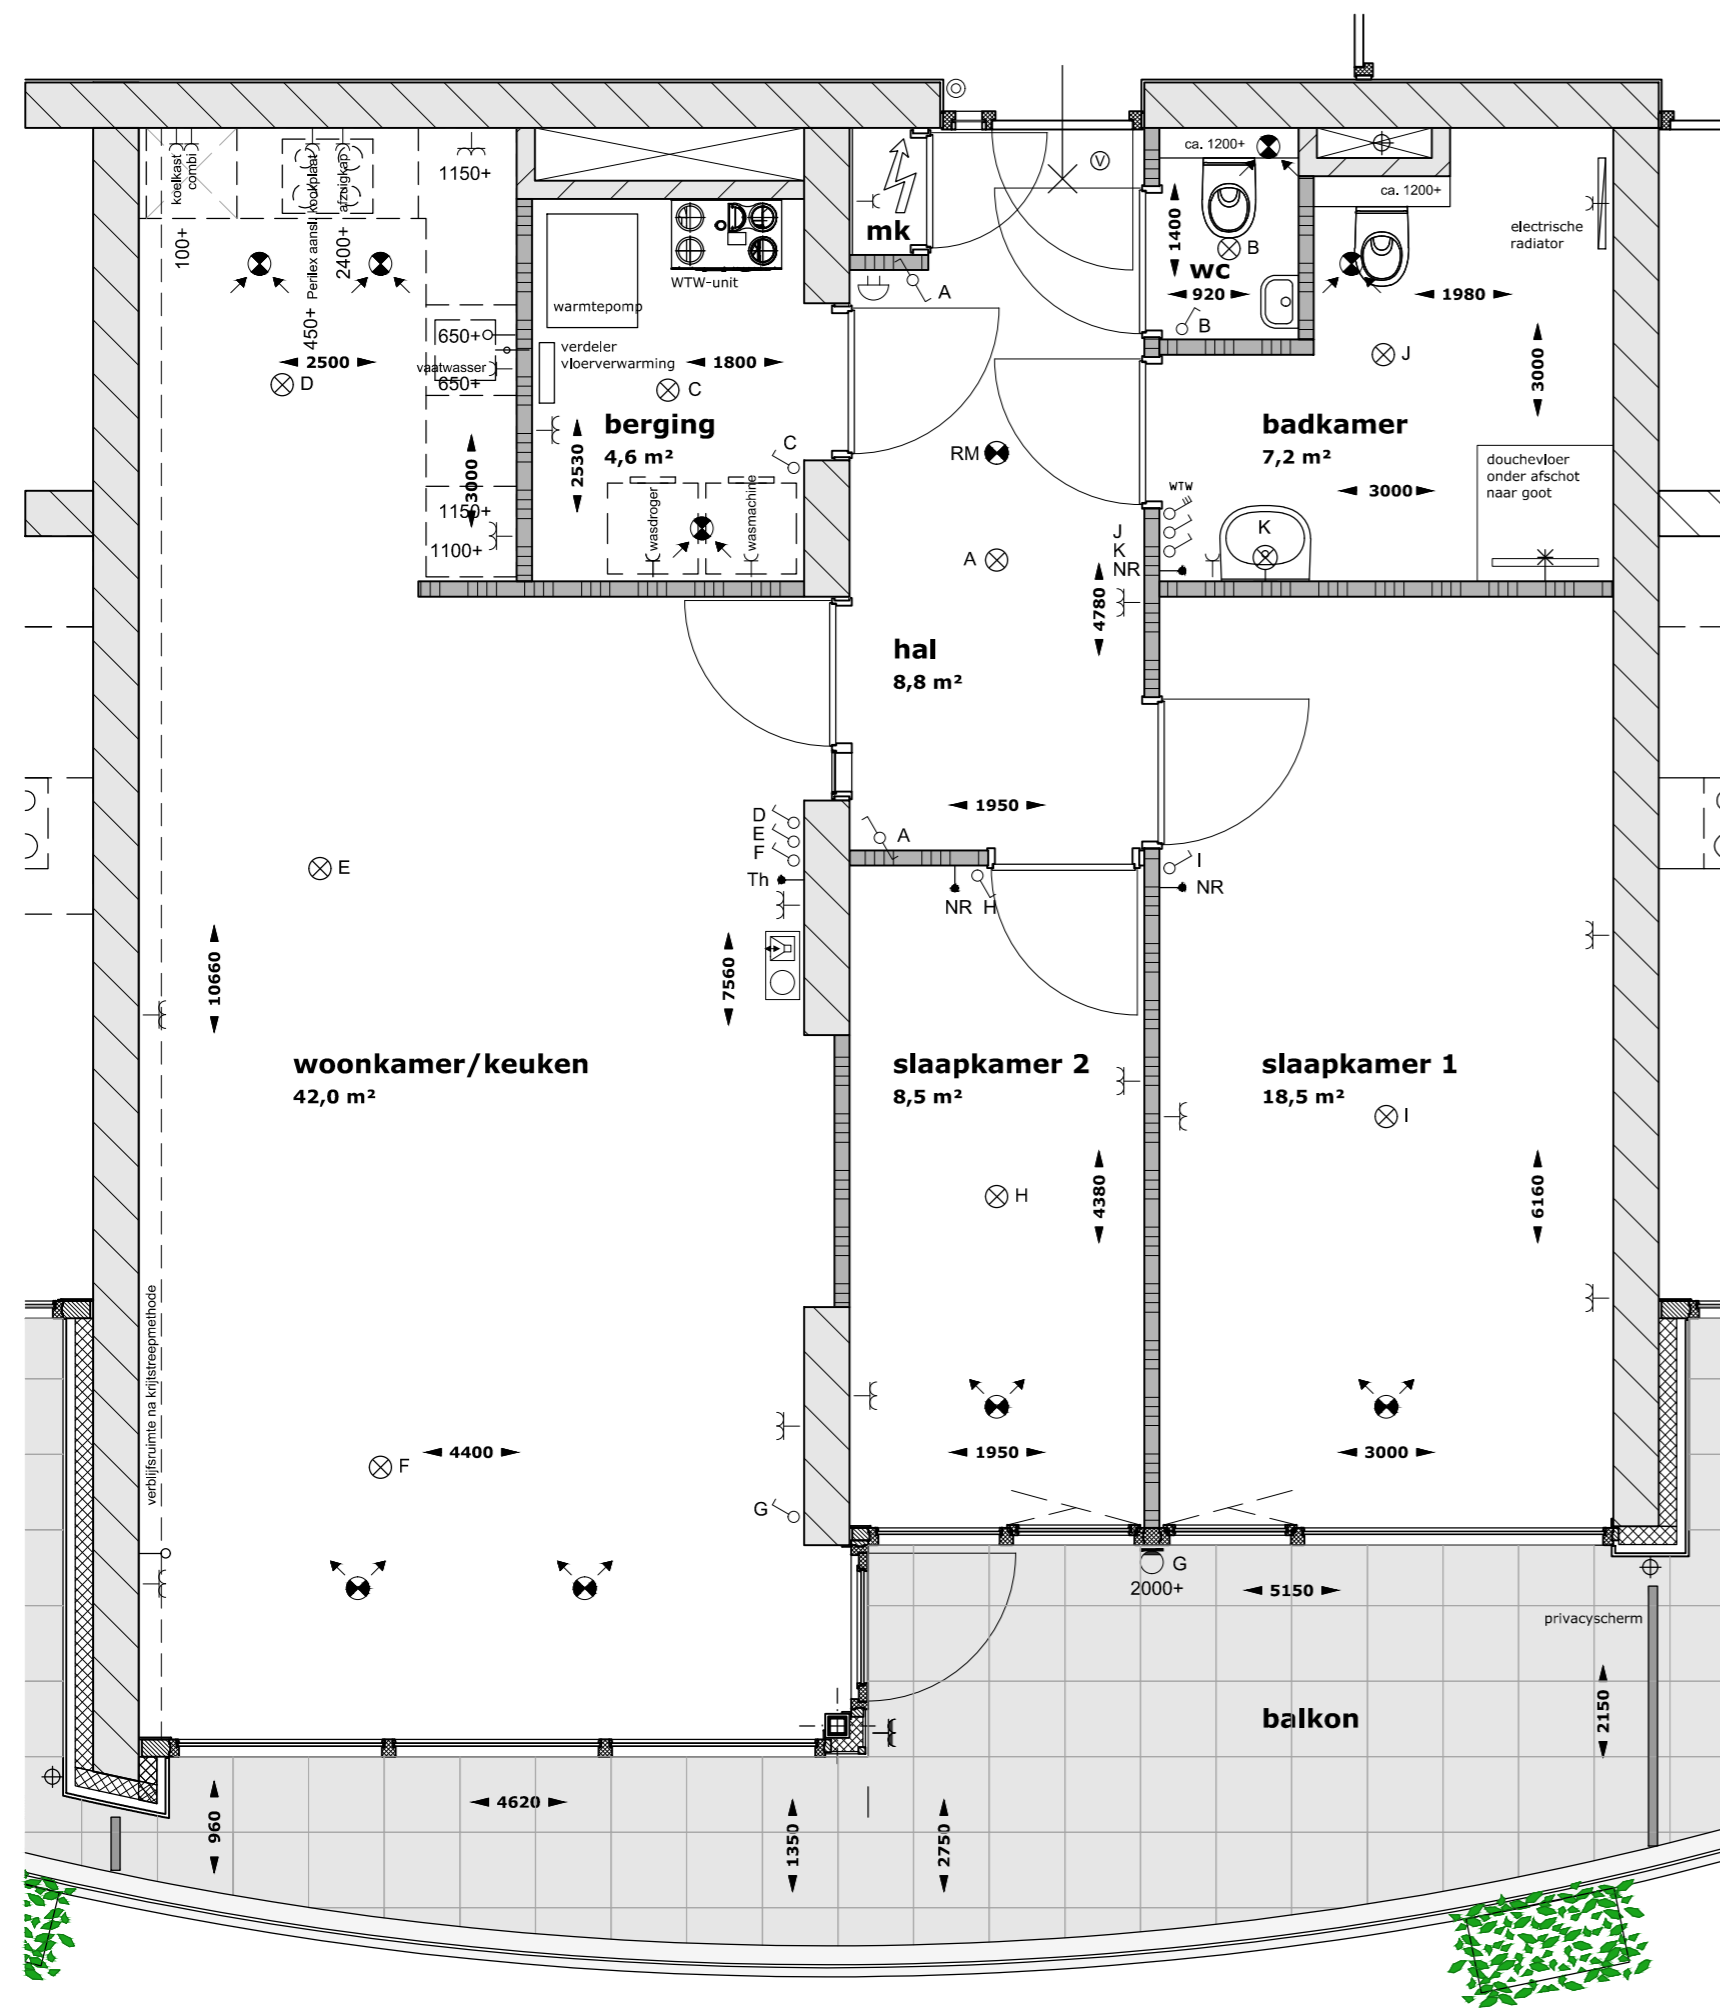 koelkast
combi
kookplaat
afzuigkap
1150+
100+
450+ Perilex aansl.
2400+
2500
D
650+
vaatwasser
650+
3000
1150+
1100+
warmtepomp
WTW-unit
verdeler
vloerverwarming
1800
C
berging
4,6 m²
2530
C
wasdroger
wasmachine
mk
A
V
ca. 1200+
1400
B
wc
920
B
ca. 1200+
electrische
radiator
1980
J
3000
badkamer
7,2 m²
douchevloer
onder afschot
naar goot
3000
WTW
J
K
NR
K
RM
A
4780
hal
8,8 m²
1950
A
D
E
F
Th
NR
H
I
NR
E
10660
7560
woonkamer/keuken
42,0 m²
slaapkamer 2
8,5 m²
slaapkamer 1
18,5 m²
I
H
4380
6160
verblijfsruimte na krijtstreepmethode
F
4400
1950
3000
G
G
2000+
5150
privacyscherm
balkon
2150
960
4620
1350
2750